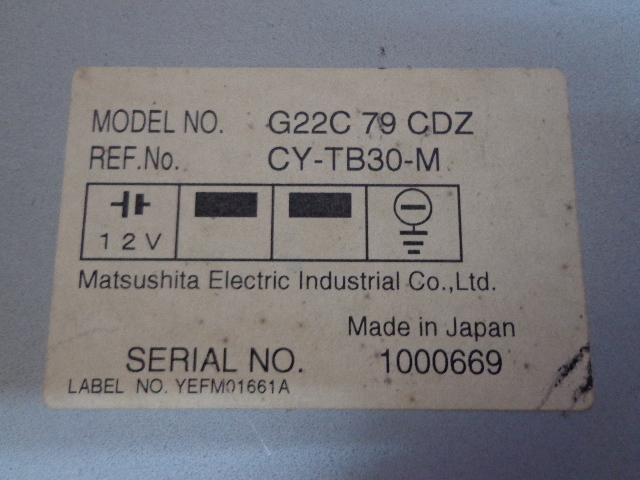 MODEL NO. G22C 79 CDZ
REF.No. CY-TB30-M
12V
Matsushita Electric Industrial Co.,Ltd.
Made in Japan
SERIAL NO. 1000669
LABEL NO. YEFM01661A